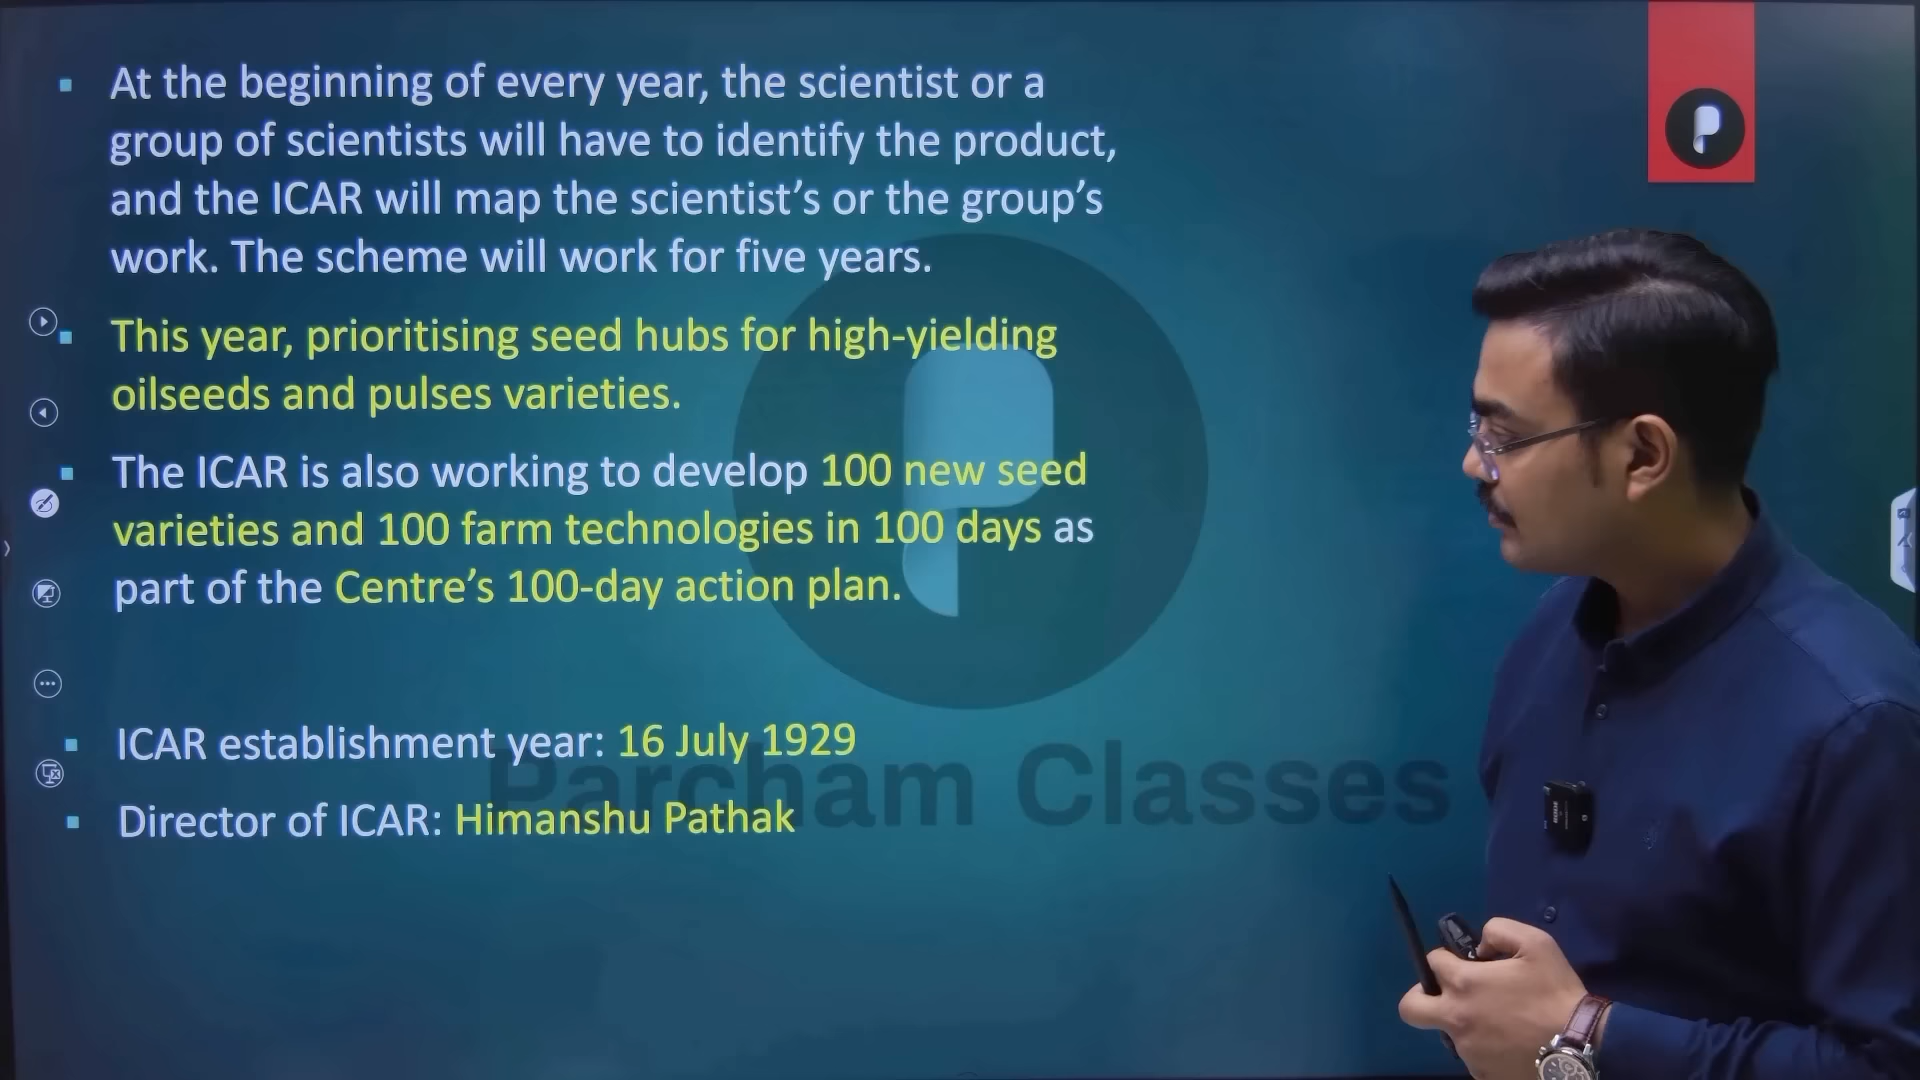 At the beginning of every year, the scientist or a
group of scientists will have to identify the product,
and the ICAR will map the scientist’s or the group’s
work. The scheme will work for five years.
This year, prioritising seed hubs for high-yielding
oilseeds and pulses varieties.
The ICAR is also working to develop 100 new seed
varieties and 100 farm technologies in 100 days as
part of the Centre’s 100-day action plan.
ICAR establishment year: 16 July 1929
Director of ICAR: Himanshu Pathak
Parcham Classes